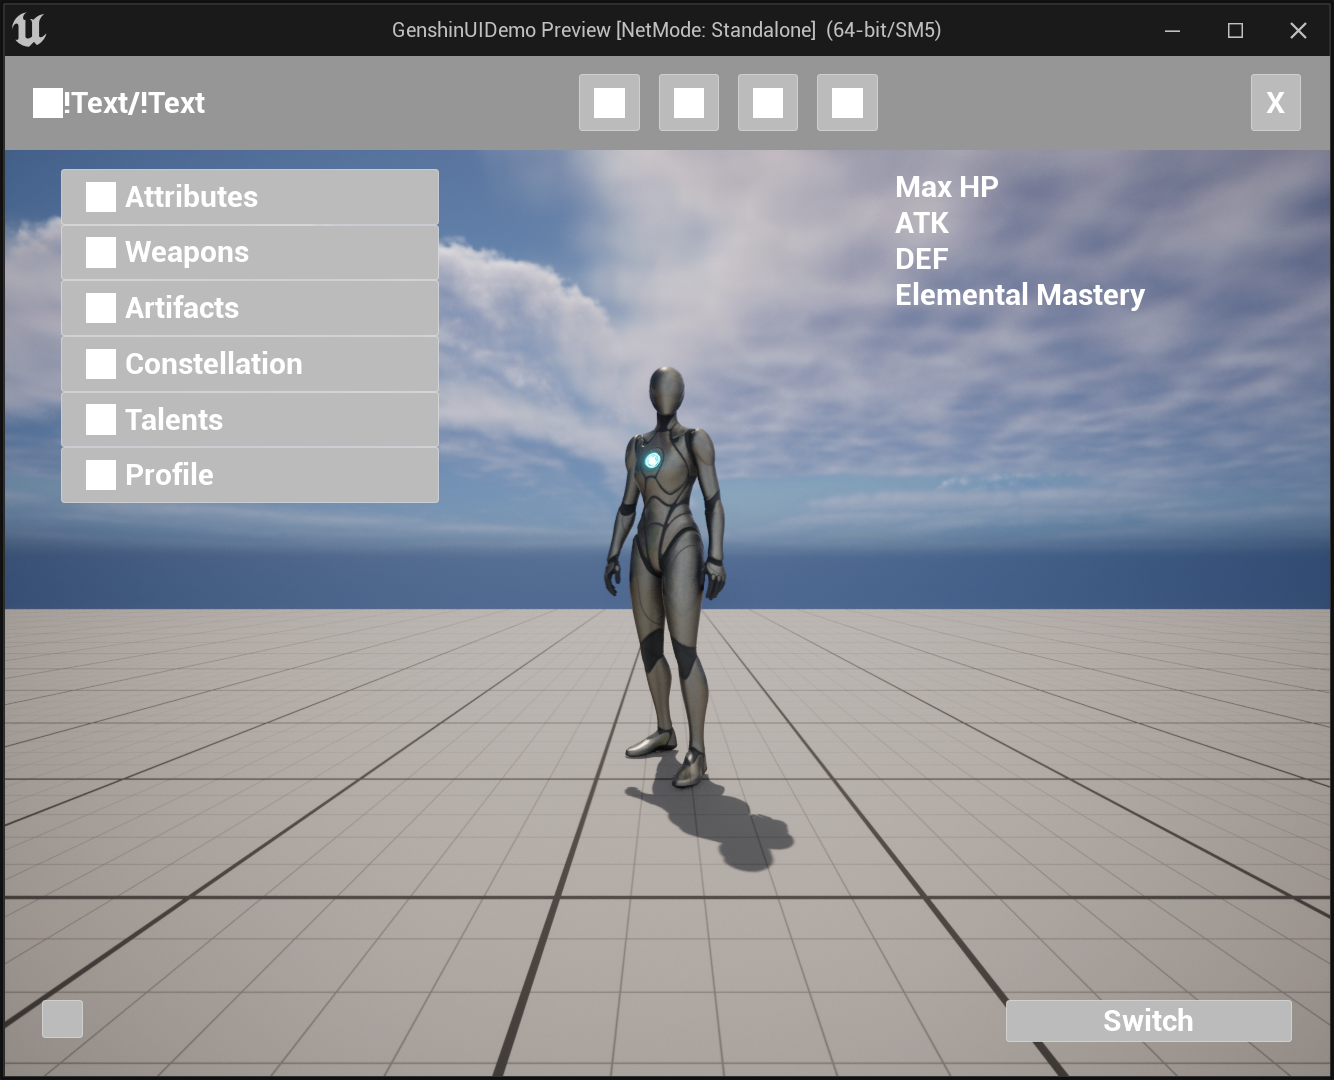 GenshinUIDemo Preview [NetMode: Standalone] (64-bit/SM5)
!Text/!Text
X
Attributes
Weapons
Artifacts
Constellation
Talents
Profile
Max HP
ATK
DEF
Elemental Mastery
Switch